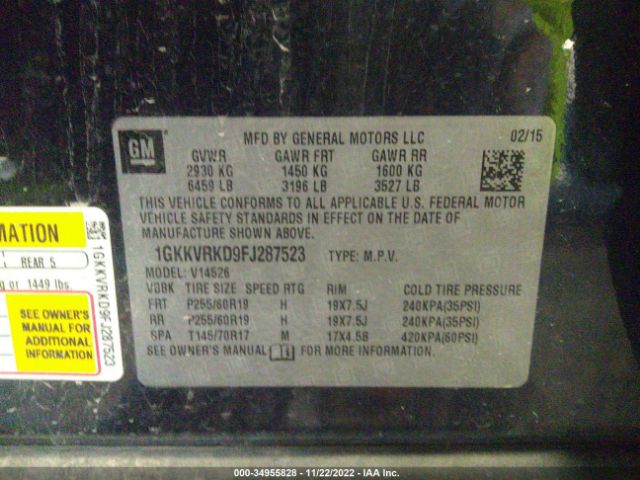 GM
MFD BY GENERAL MOTORS LLC 02/15
GVWR GAWR FRT GAWR RR
2930 KG 1450 KG 1600 KG
6459 LB 3196 LB 3527 LB
THIS VEHICLE CONFORMS TO ALL APPLICABLE U.S. FEDERAL MOTOR
VEHICLE SAFETY STANDARDS IN EFFECT ON THE DATE OF
MANUFACTURE SHOWN ABOVE.
1GKKVRKD9FJ287523 TYPE: M.P.V.
MODEL: V14526
VDBK TIRE SIZE SPEED RTG RIM COLD TIRE PRESSURE
FRT P255/60R19 H 19X7.5J 240KPA(35PSI)
RR P255/60R19 H 19X7.5J 240KPA(35PSI)
SPA T145/70R17 M 17X4.5B 420KPA(60PSI)
SEE OWNER'S MANUAL FOR MORE INFORMATION.
MATION
REAR 5
g or 1449 lbs.
SEE OWNER'S
MANUAL FOR
ADDITIONAL
INFORMATION
1GKKVRKD9FJ287523
000-34955828 - 11/22/2022 - IAA Inc.